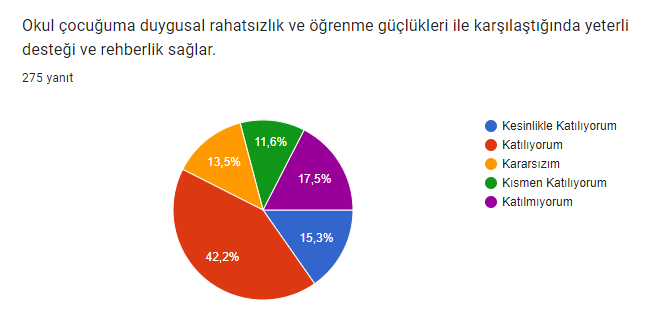 Okul çocuğuma duygusal rahatsızlık ve öğrenme güçlükleri ile karşılaştığında yeterli
desteği ve rehberlik sağlar.
275 yanıt
11,6%
13,5%
17,5%
15,3%
42,2%
Kesinlikle Katılıyorum
Katılıyorum
Kararsızım
Kısmen Katılıyorum
Katılmıyorum